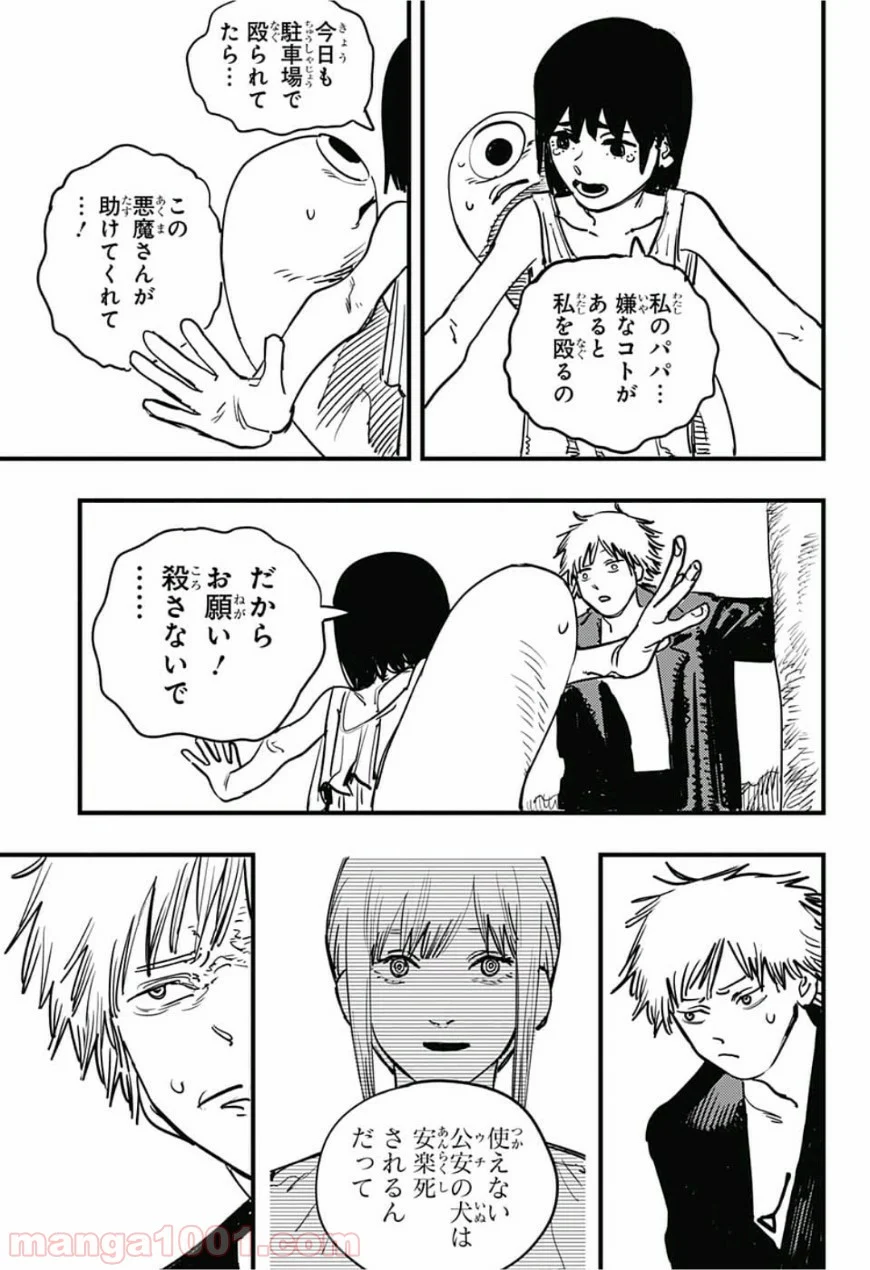 私のパパ…
嫌なコトが
あると
私を殴るの
今日も
駐車場で
殴られて
たら…
この
悪魔さんが
助けてくれて
…！
だから
お願い！
殺さないで
……
使えない
公安の犬は
安楽死
されるん
だって
manga1001.com